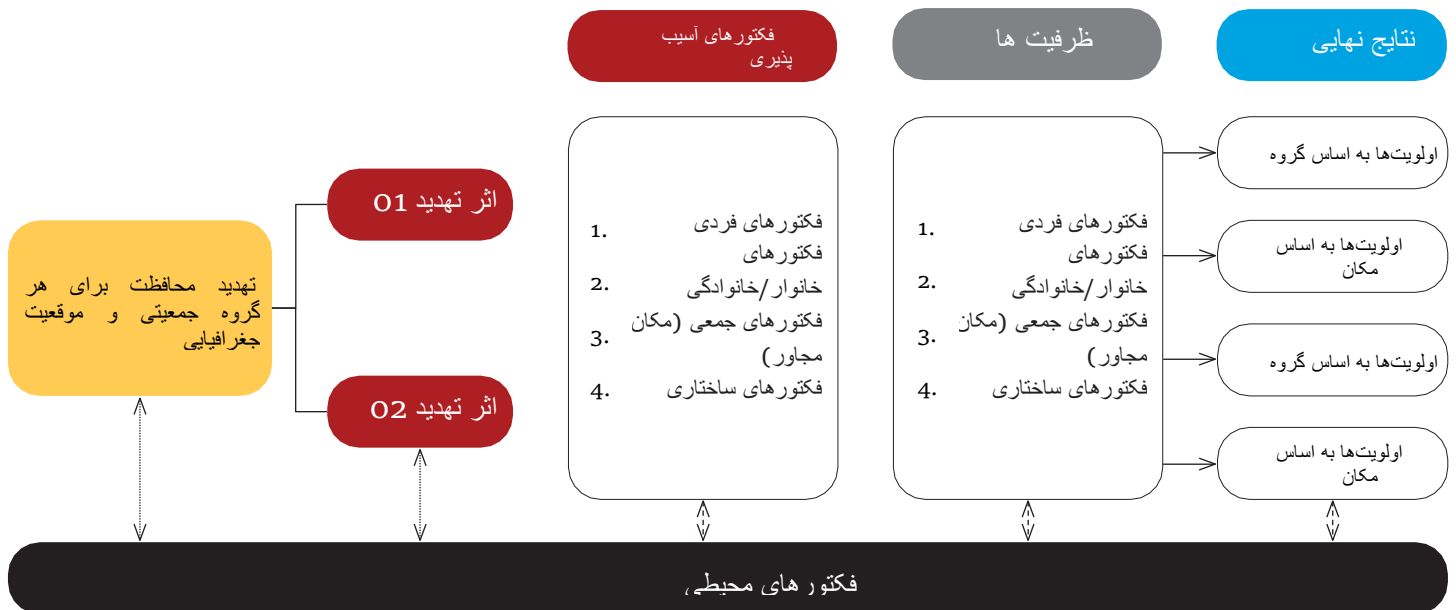 نتایج نهایی
ظرفیت ها
فکتورهای آسیب
پذیری
اثر تهدید 01
اثر تهدید 02
تهدید محافظت برای هر
گروه جمعیتی و موقعیت
جغرافیایی
1. فکتورهای فردی
فکتورهای
2. خانوار/خانوادگی
3. فکتورهای جمعی (مکان
مجاور)
4. فکتورهای ساختاری
1. فکتورهای فردی
فکتورهای
2. خانوار/خانوادگی
3. فکتورهای جمعی (مکان
مجاور)
4. فکتورهای ساختاری
اولویت‌ها به اساس گروه
اولویت‌ها به اساس
مکان
اولویت‌ها به اساس گروه
اولویت‌ها به اساس
مکان
فکتور های محیطی